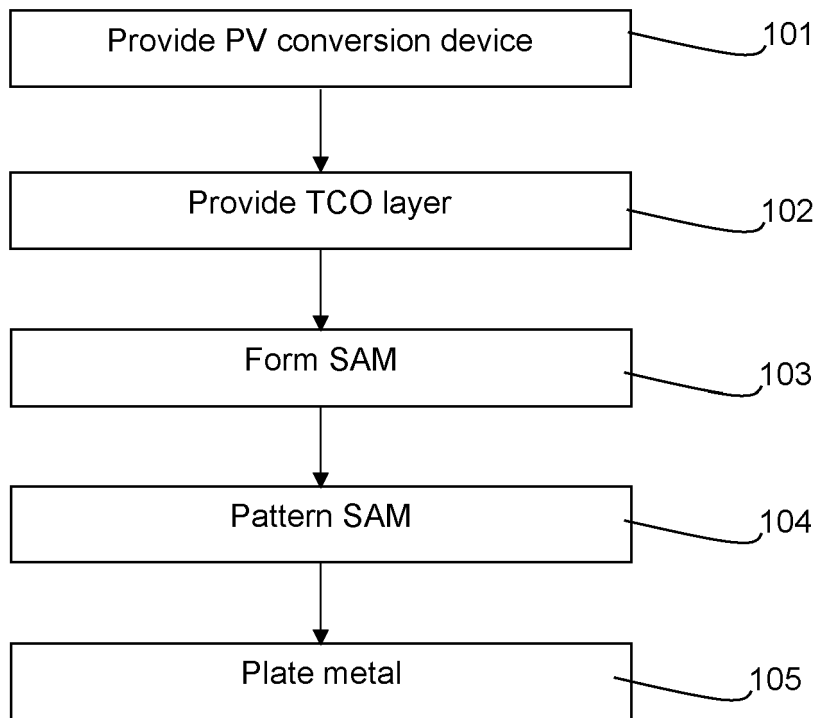 Provide PV conversion device
101
Provide TCO layer
102
Form SAM
103
Pattern SAM
104
Plate metal
105